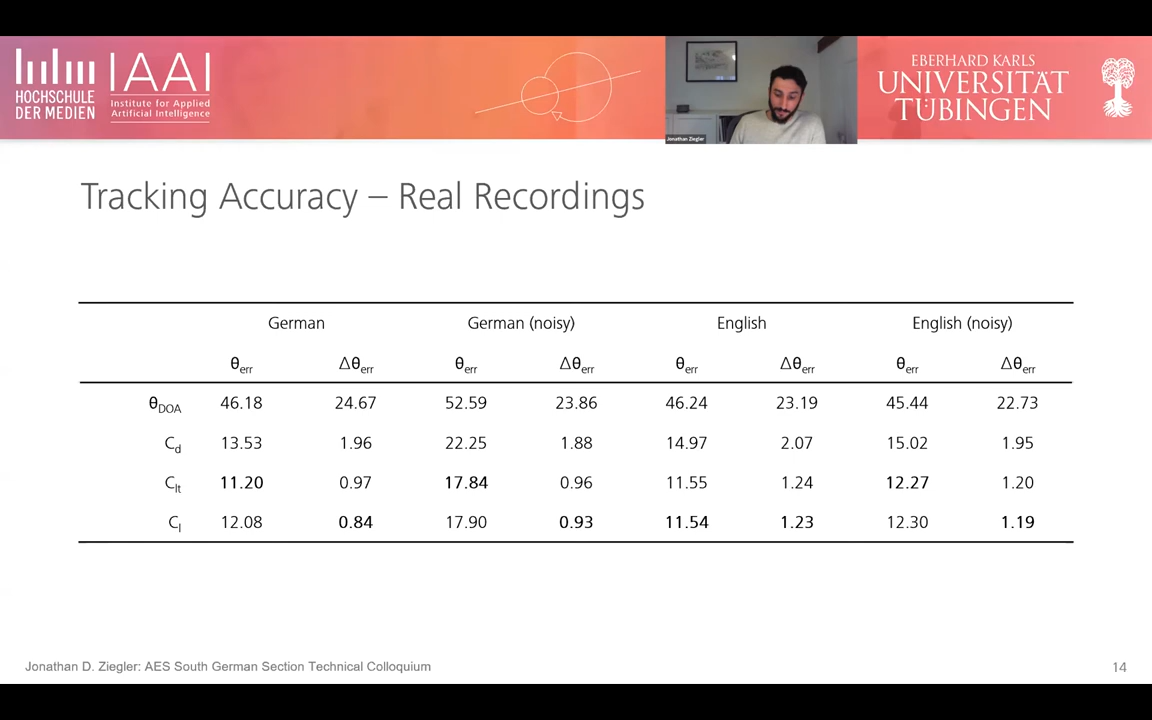 HOCHSCHULE
DER MEDIEN
IAAI
Institute for Applied
Artificial Intelligence
Jonathan Ziegler
EBERHARD KARLS
UNIVERSITÄT
TÜBINGEN
Tracking Accuracy – Real Recordings
German German (noisy) English English (noisy)
θerr Δθerr θerr Δθerr θerr Δθerr θerr Δθerr
θDOA 46.18 24.67 52.59 23.86 46.24 23.19 45.44 22.73
Cd 13.53 1.96 22.25 1.88 14.97 2.07 15.02 1.95
Clt 11.20 0.97 17.84 0.96 11.55 1.24 12.27 1.20
Cl 12.08 0.84 17.90 0.93 11.54 1.23 12.30 1.19
Jonathan D. Ziegler: AES South German Section Technical Colloquium
14